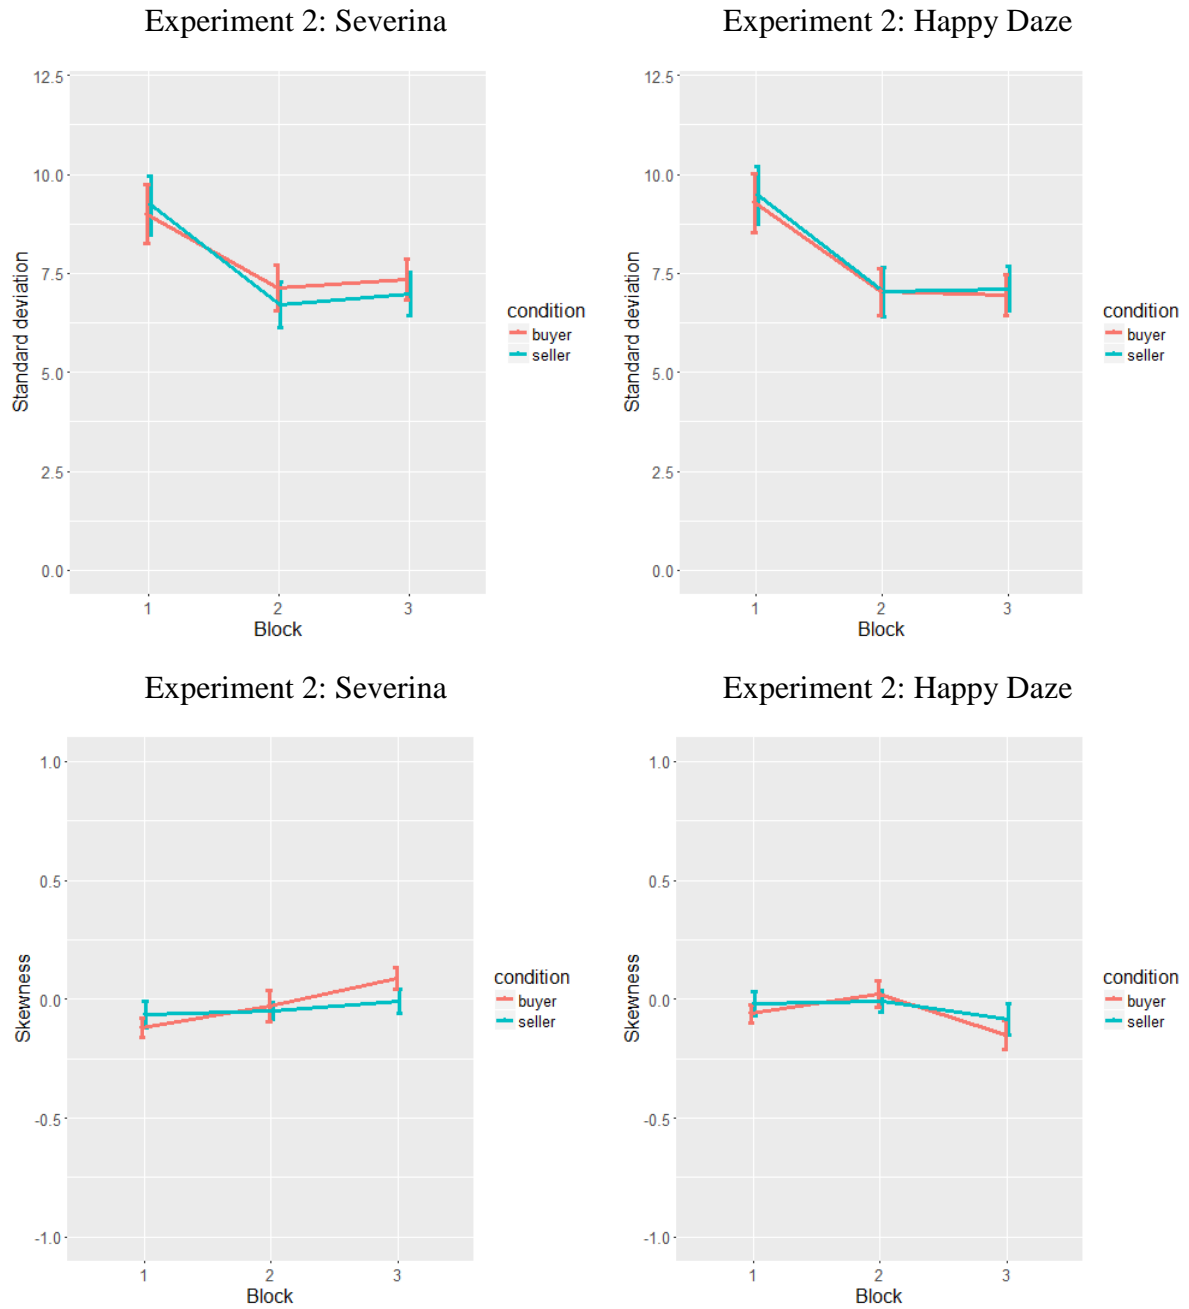 Experiment 2: Severina
12.5
10.0
7.5
5.0
2.5
0.0
Standard deviation
1 2 3
Block
condition
buyer
seller
Experiment 2: Happy Daze
12.5
10.0
7.5
5.0
2.5
0.0
Standard deviation
1 2 3
Block
condition
buyer
seller
Experiment 2: Severina
1.0
0.5
0.0
-0.5
-1.0
Skewness
1 2 3
Block
condition
buyer
seller
Experiment 2: Happy Daze
1.0
0.5
0.0
-0.5
-1.0
Skewness
1 2 3
Block
condition
buyer
seller